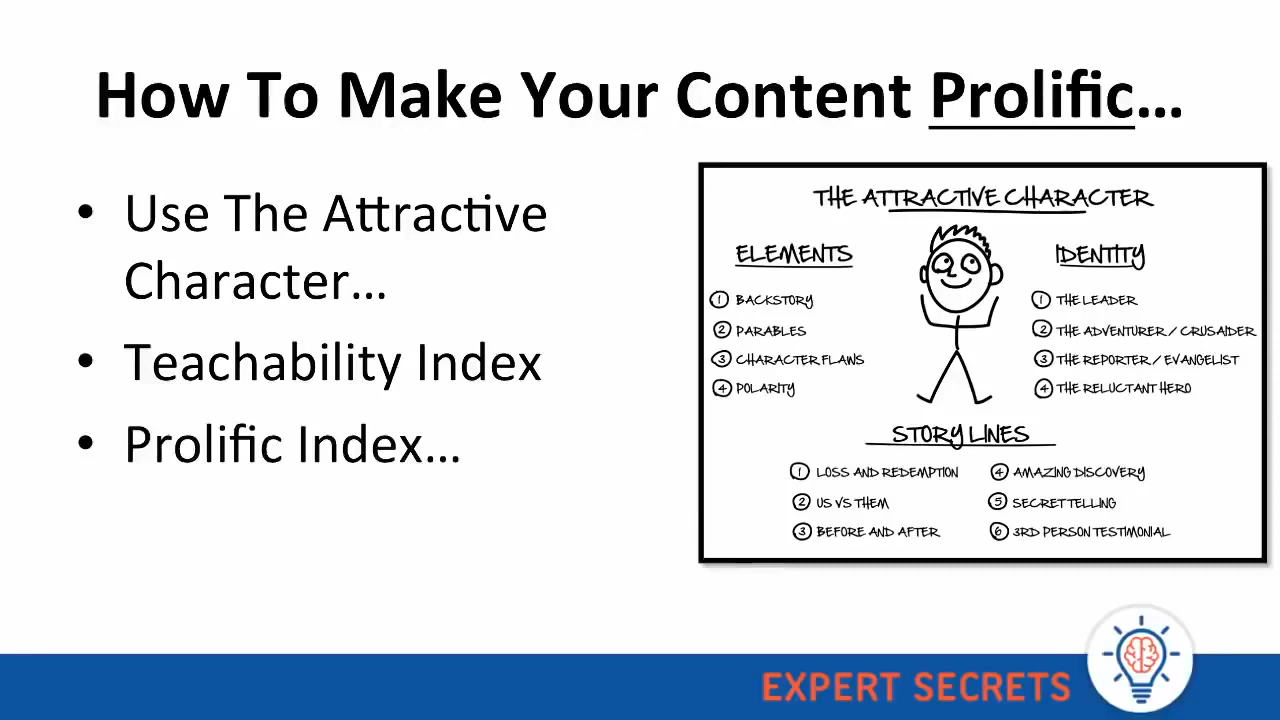 How To Make Your Content Prolific...
• Use The Attractive
Character...
• Teachability Index
• Prolific Index...
THE ATTRACTIVE CHARACTER
ELEMENTS
1 BACKSTORY
2 PARABLES
3 CHARACTER FLAWS
4 POLARITY
IDENTITY
1 THE LEADER
2 THE ADVENTURER / CRUSAIDER
3 THE REPORTER / EVANGELIST
4 THE RELUCTANT HERO
STORY LINES
1 LOSS AND REDEMPTION
2 US VS THEM
3 BEFORE AND AFTER
4 AMAZING DISCOVERY
5 SECRET TELLING
6 3RD PERSON TESTIMONIAL
EXPERT SECRETS